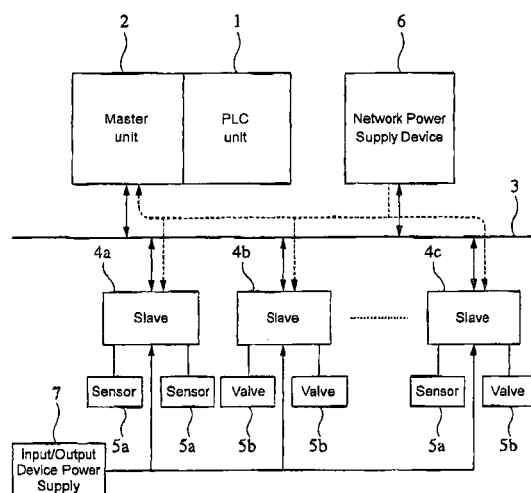 2
1
6
Master
unit
PLC
unit
Network Power
Supply Device
3
4a
4b
4c
Slave
Slave
Slave
7
Sensor
Sensor
Valve
Valve
Sensor
Valve
5a
5a
5b
5b
5a
5b
Input/Output
Device Power
Supply